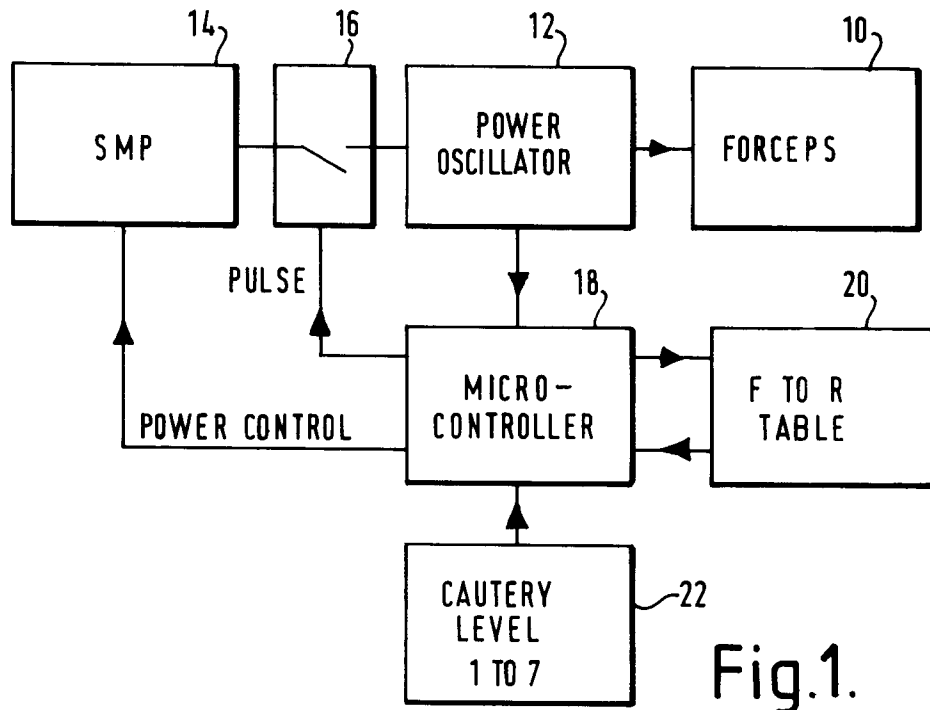 14
16
12
10
SMP
POWER
OSCILLATOR
FORCEPS
PULSE
18
20
MICRO-
CONTROLLER
F TO R
TABLE
POWER CONTROL
CAUTERY
LEVEL
1 TO 7
22
Fig.1.